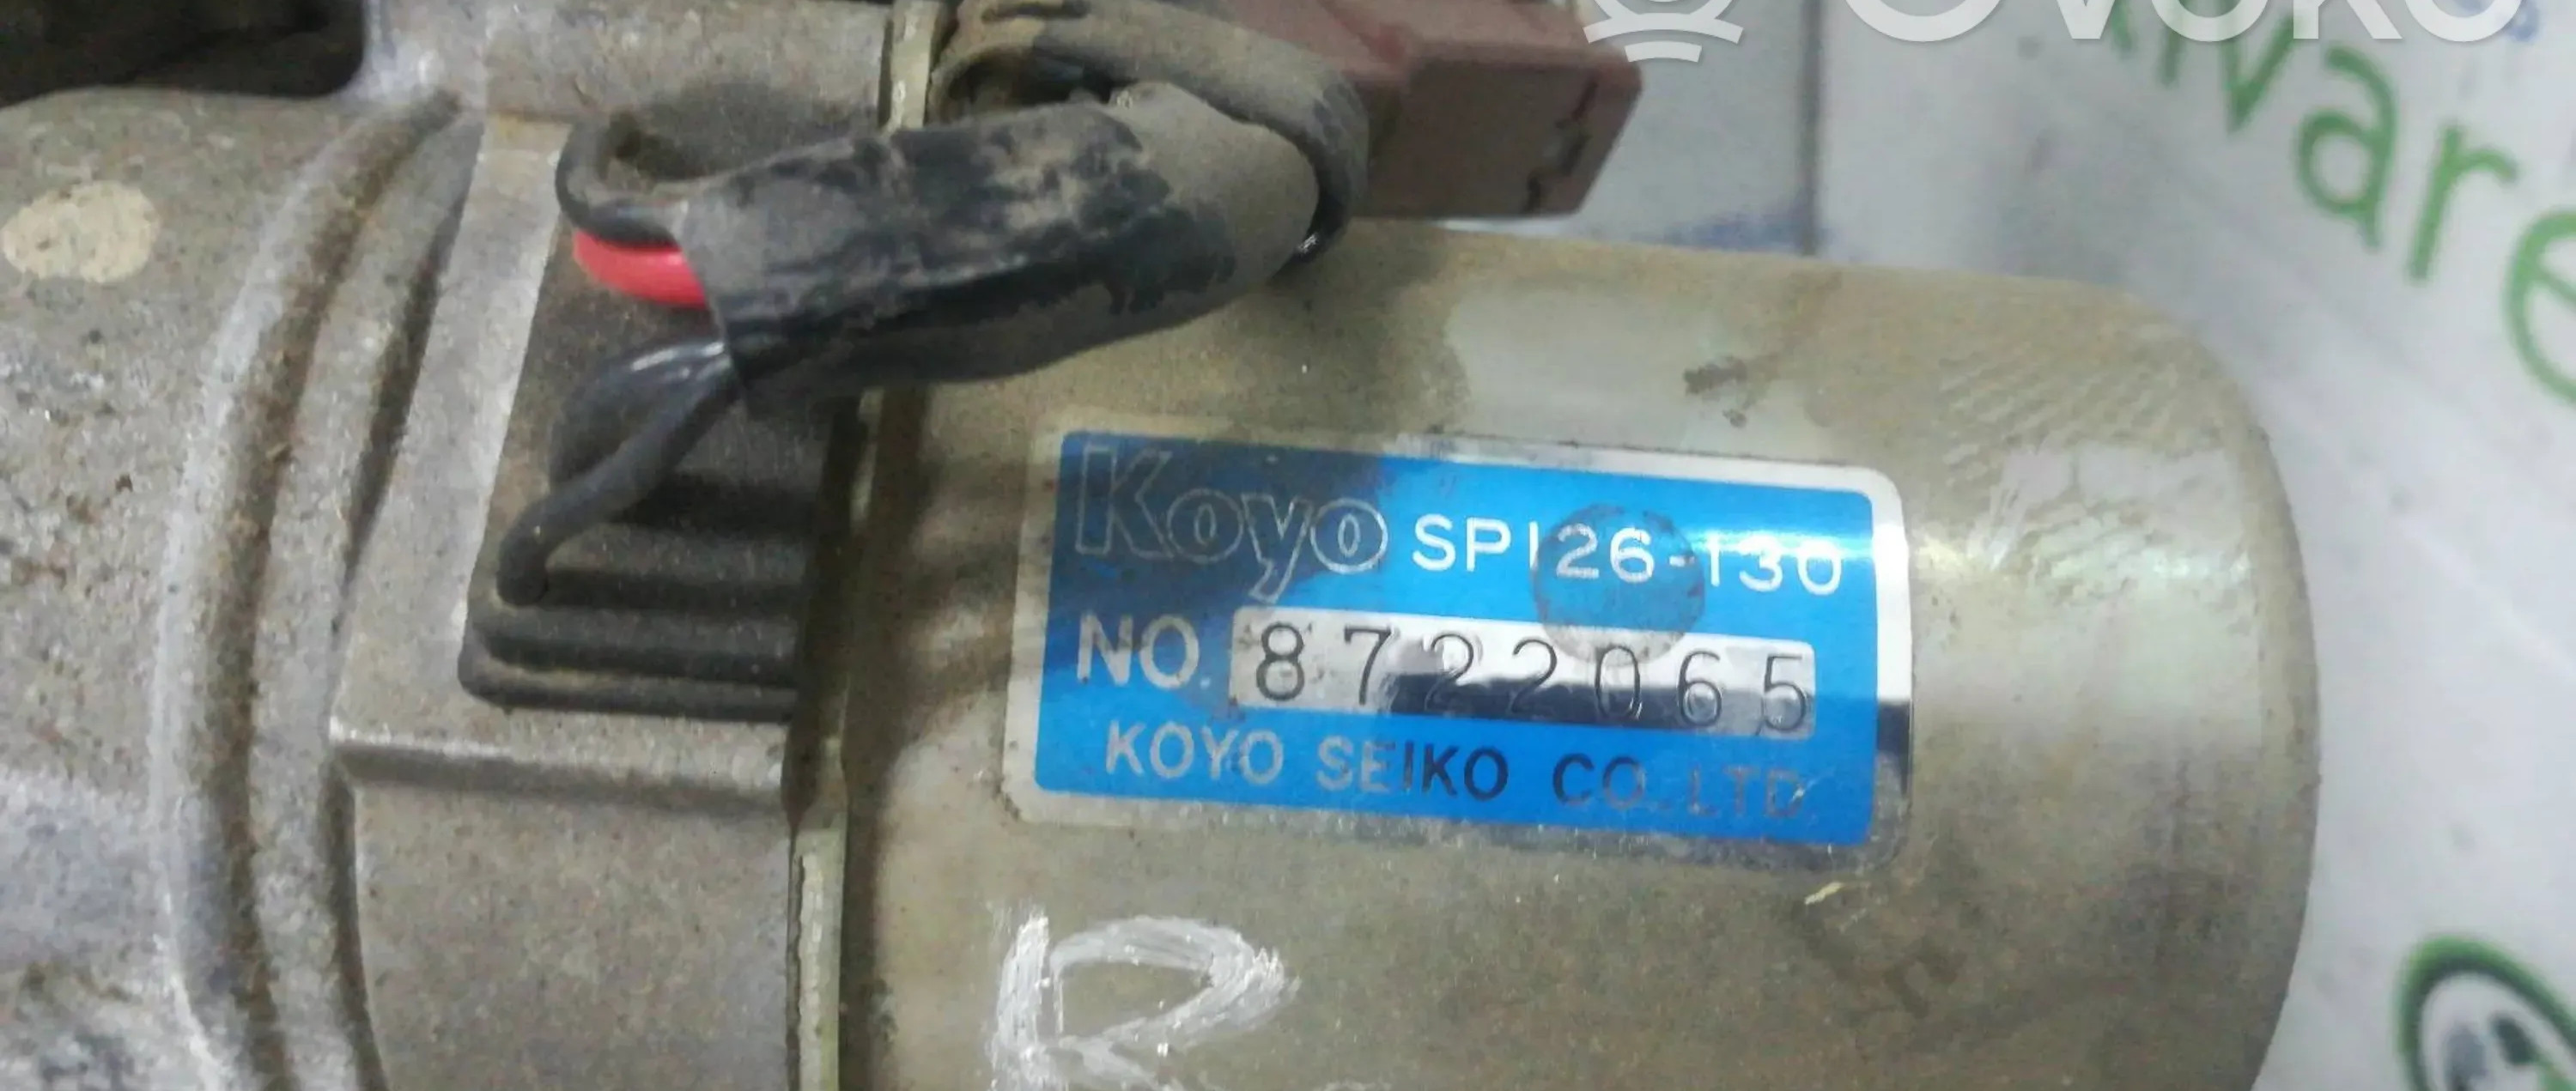 Koyo SP126-130
NO. 8722065
KOYO SEIKO CO.,LTD.
R